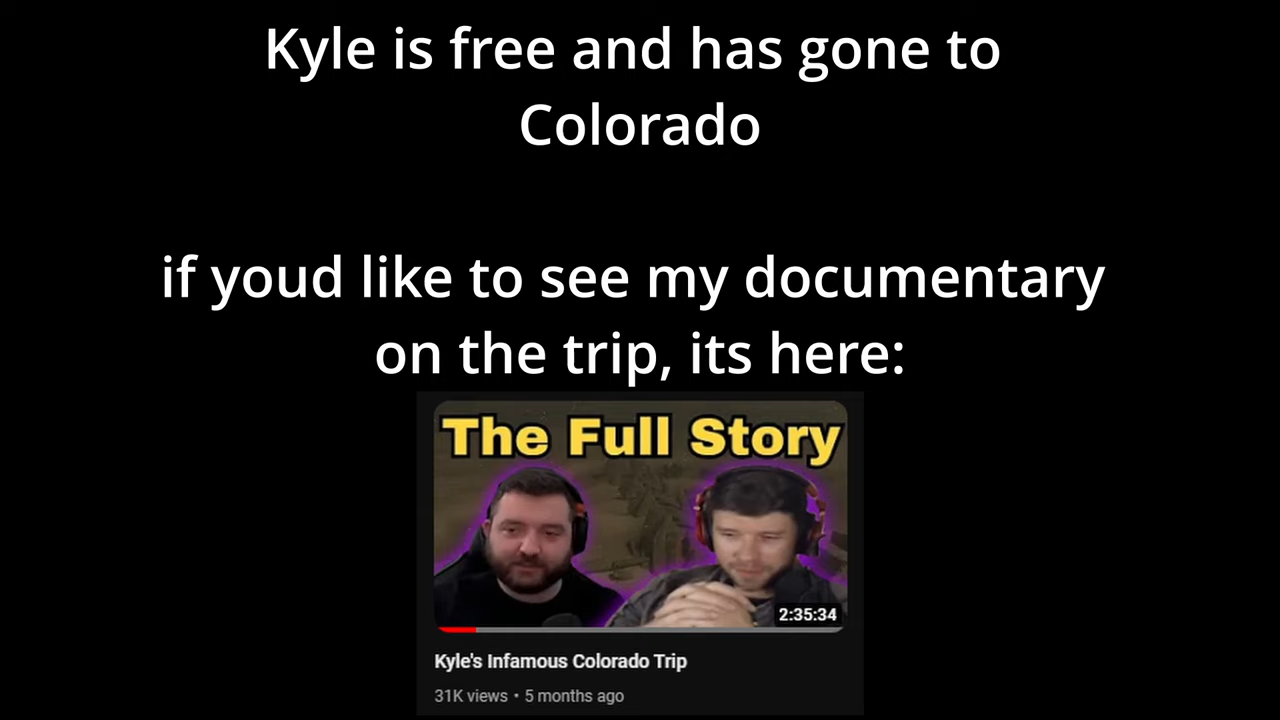 Kyle is free and has gone to
Colorado
if youd like to see my documentary
on the trip, its here:
The Full Story
2:35:34
Kyle's Infamous Colorado Trip
31K views • 5 months ago